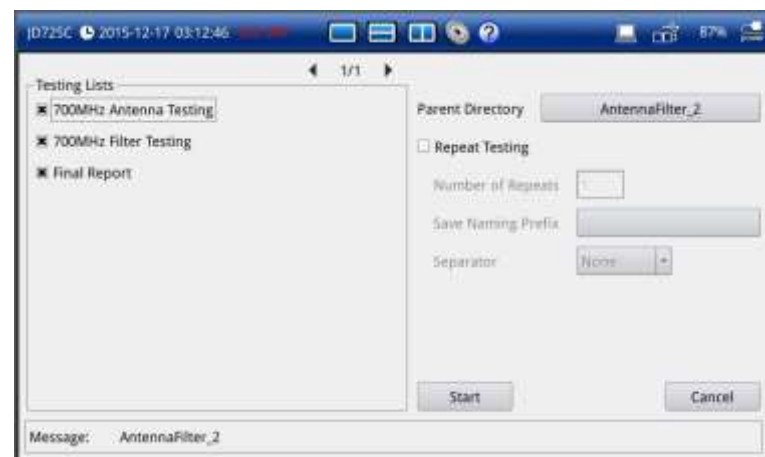 JD725C 2015-12-17 03:12:46
87%
1/1
Testing Lists
700MHz Antenna Testing
700MHz Filter Testing
Final Report
Parent Directory AntennaFilter_2
Repeat Testing
Number of Repeats 1
Save Naming Prefix
Separator None
Start Cancel
Message: AntennaFilter_2